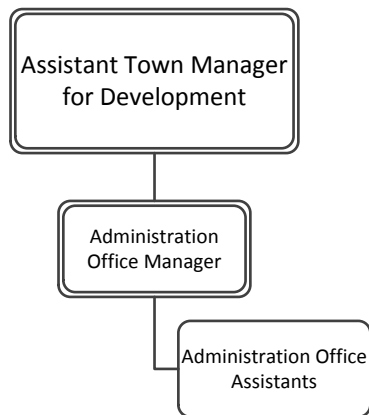 Assistant Town Manager
for Development
Administration
Office Manager
Administration Office
Assistants